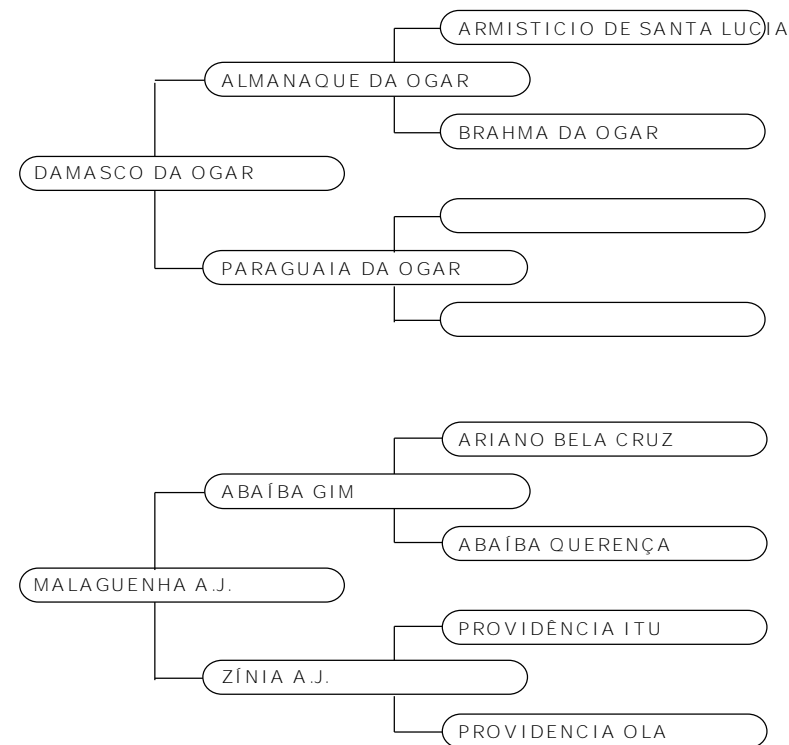 ARMISTICIO DE SANTA LUCIA
ALMANAQUE DA OGAR
BRAHMA DA OGAR
DAMASCO DA OGAR
PARAGUAIA DA OGAR
ARIANO BELA CRUZ
ABAÍBA GIM
ABAÍBA QUERENÇA
MALAGUENHA A.J.
PROVIDÊNCIA ITU
ZÍNIA A.J.
PROVIDENCIA OLA